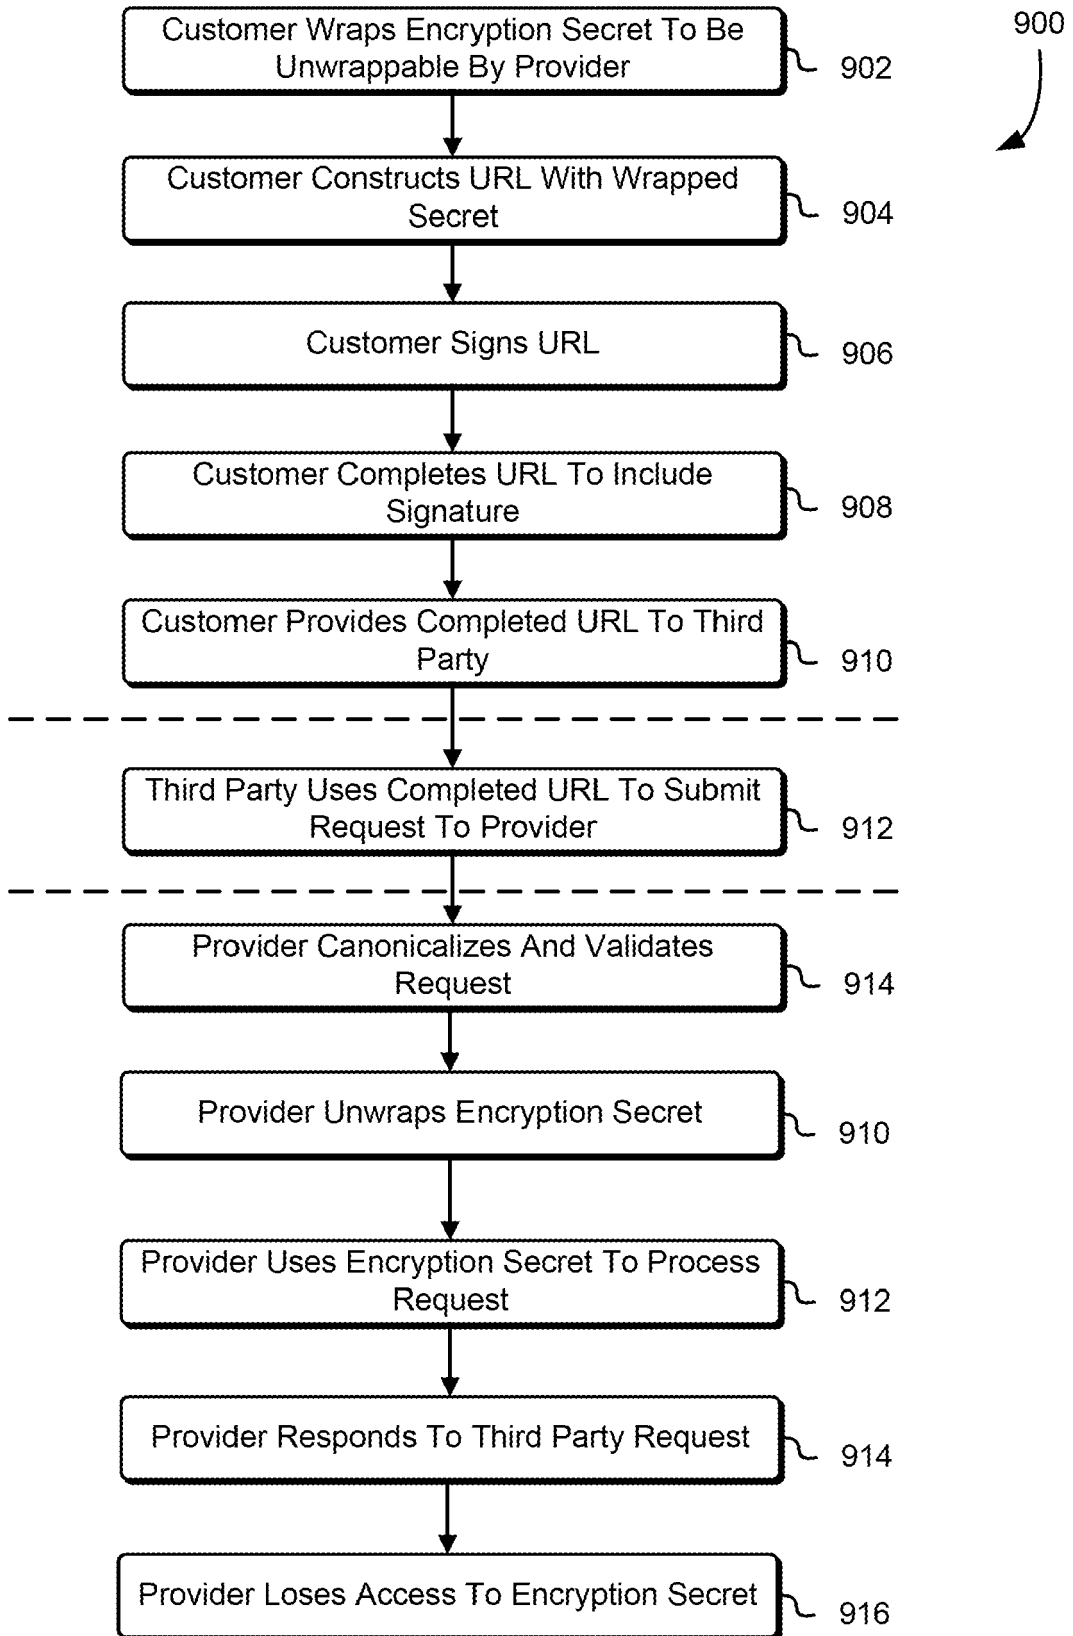 900
Customer Wraps Encryption Secret To Be
Unwrappable By Provider
902
Customer Constructs URL With Wrapped
Secret
904
Customer Signs URL
906
Customer Completes URL To Include
Signature
908
Customer Provides Completed URL To Third
Party
910
Third Party Uses Completed URL To Submit
Request To Provider
912
Provider Canonicalizes And Validates
Request
914
Provider Unwraps Encryption Secret
910
Provider Uses Encryption Secret To Process
Request
912
Provider Responds To Third Party Request
914
Provider Loses Access To Encryption Secret
916